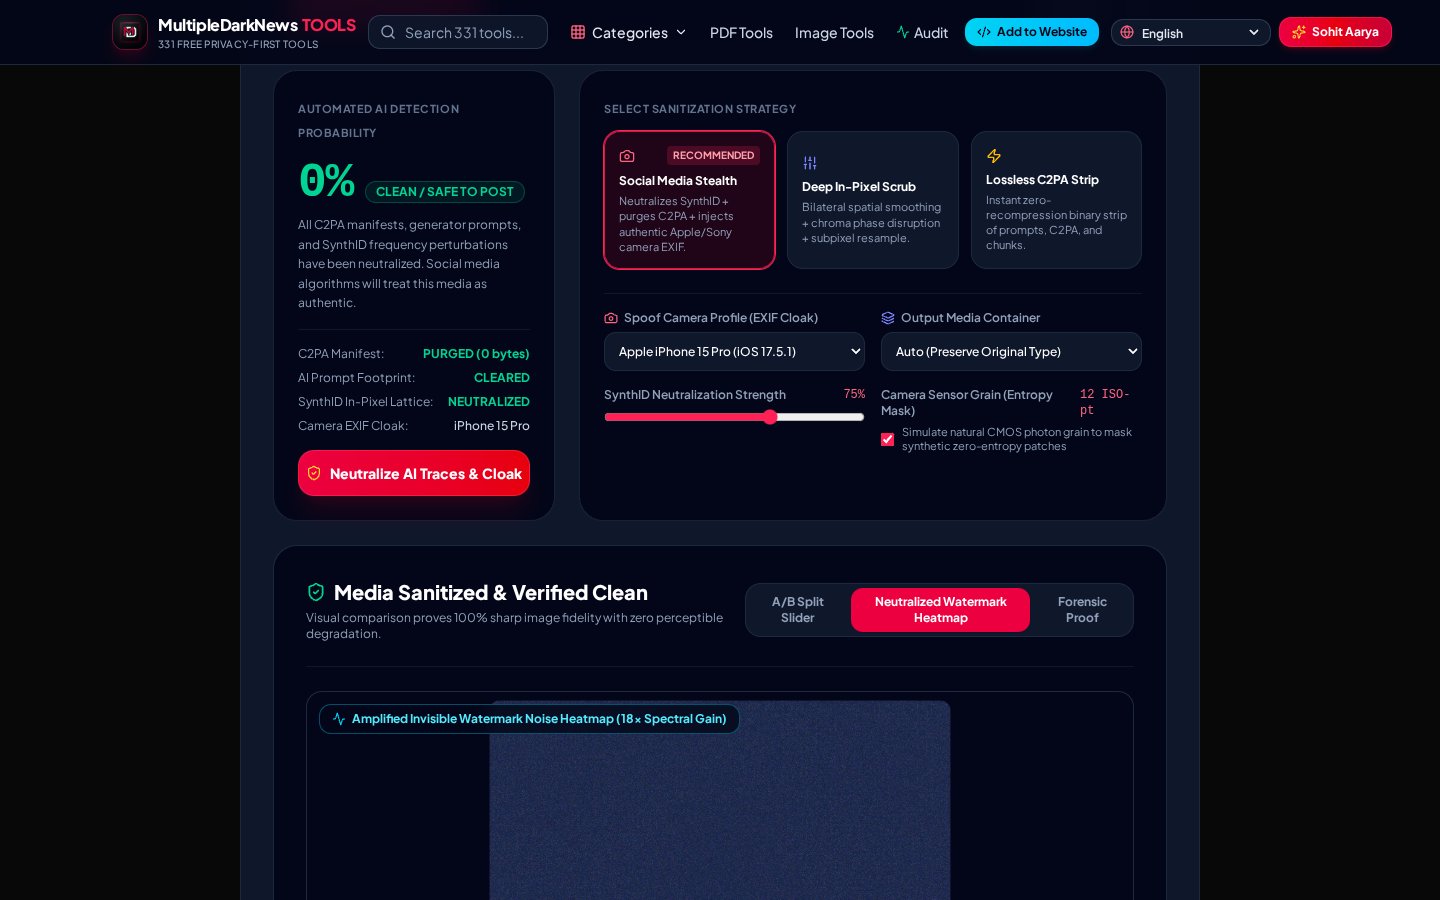 MultipleDarkNews TOOLS
331 FREE PRIVACY-FIRST TOOLS
Search 331 tools...
Categories
PDF Tools
Image Tools
Audit
Add to Website
English
Sohit Aarya
AUTOMATED AI DETECTION
PROBABILITY
0%
CLEAN / SAFE TO POST
All C2PA manifests, generator prompts,
and SynthID frequency perturbations
have been neutralized. Social media
algorithms will treat this media as
authentic.
C2PA Manifest: PURGED (0 bytes)
AI Prompt Footprint: CLEARED
SynthID In-Pixel Lattice: NEUTRALIZED
Camera EXIF Cloak: iPhone 15 Pro
Neutralize AI Traces & Cloak
SELECT SANITIZATION STRATEGY
RECOMMENDED
Social Media Stealth
Neutralizes SynthID +
purges C2PA + injects
authentic Apple/Sony
camera EXIF.
Deep In-Pixel Scrub
Bilateral spatial smoothing
+ chroma phase disruption
+ subpixel resample.
Lossless C2PA Strip
Instant zero-
recompression binary strip
of prompts, C2PA, and
chunks.
Spoof Camera Profile (EXIF Cloak)
Apple iPhone 15 Pro (iOS 17.5.1)
Output Media Container
Auto (Preserve Original Type)
SynthID Neutralization Strength 75%
Camera Sensor Grain (Entropy
Mask)
12 ISO-
pt
Simulate natural CMOS photon grain to mask
synthetic zero-entropy patches
Media Sanitized & Verified Clean
Visual comparison proves 100% sharp image fidelity with zero perceptible
degradation.
A/B Split
Slider
Neutralized Watermark
Heatmap
Forensic
Proof
Amplified Invisible Watermark Noise Heatmap (18× Spectral Gain)